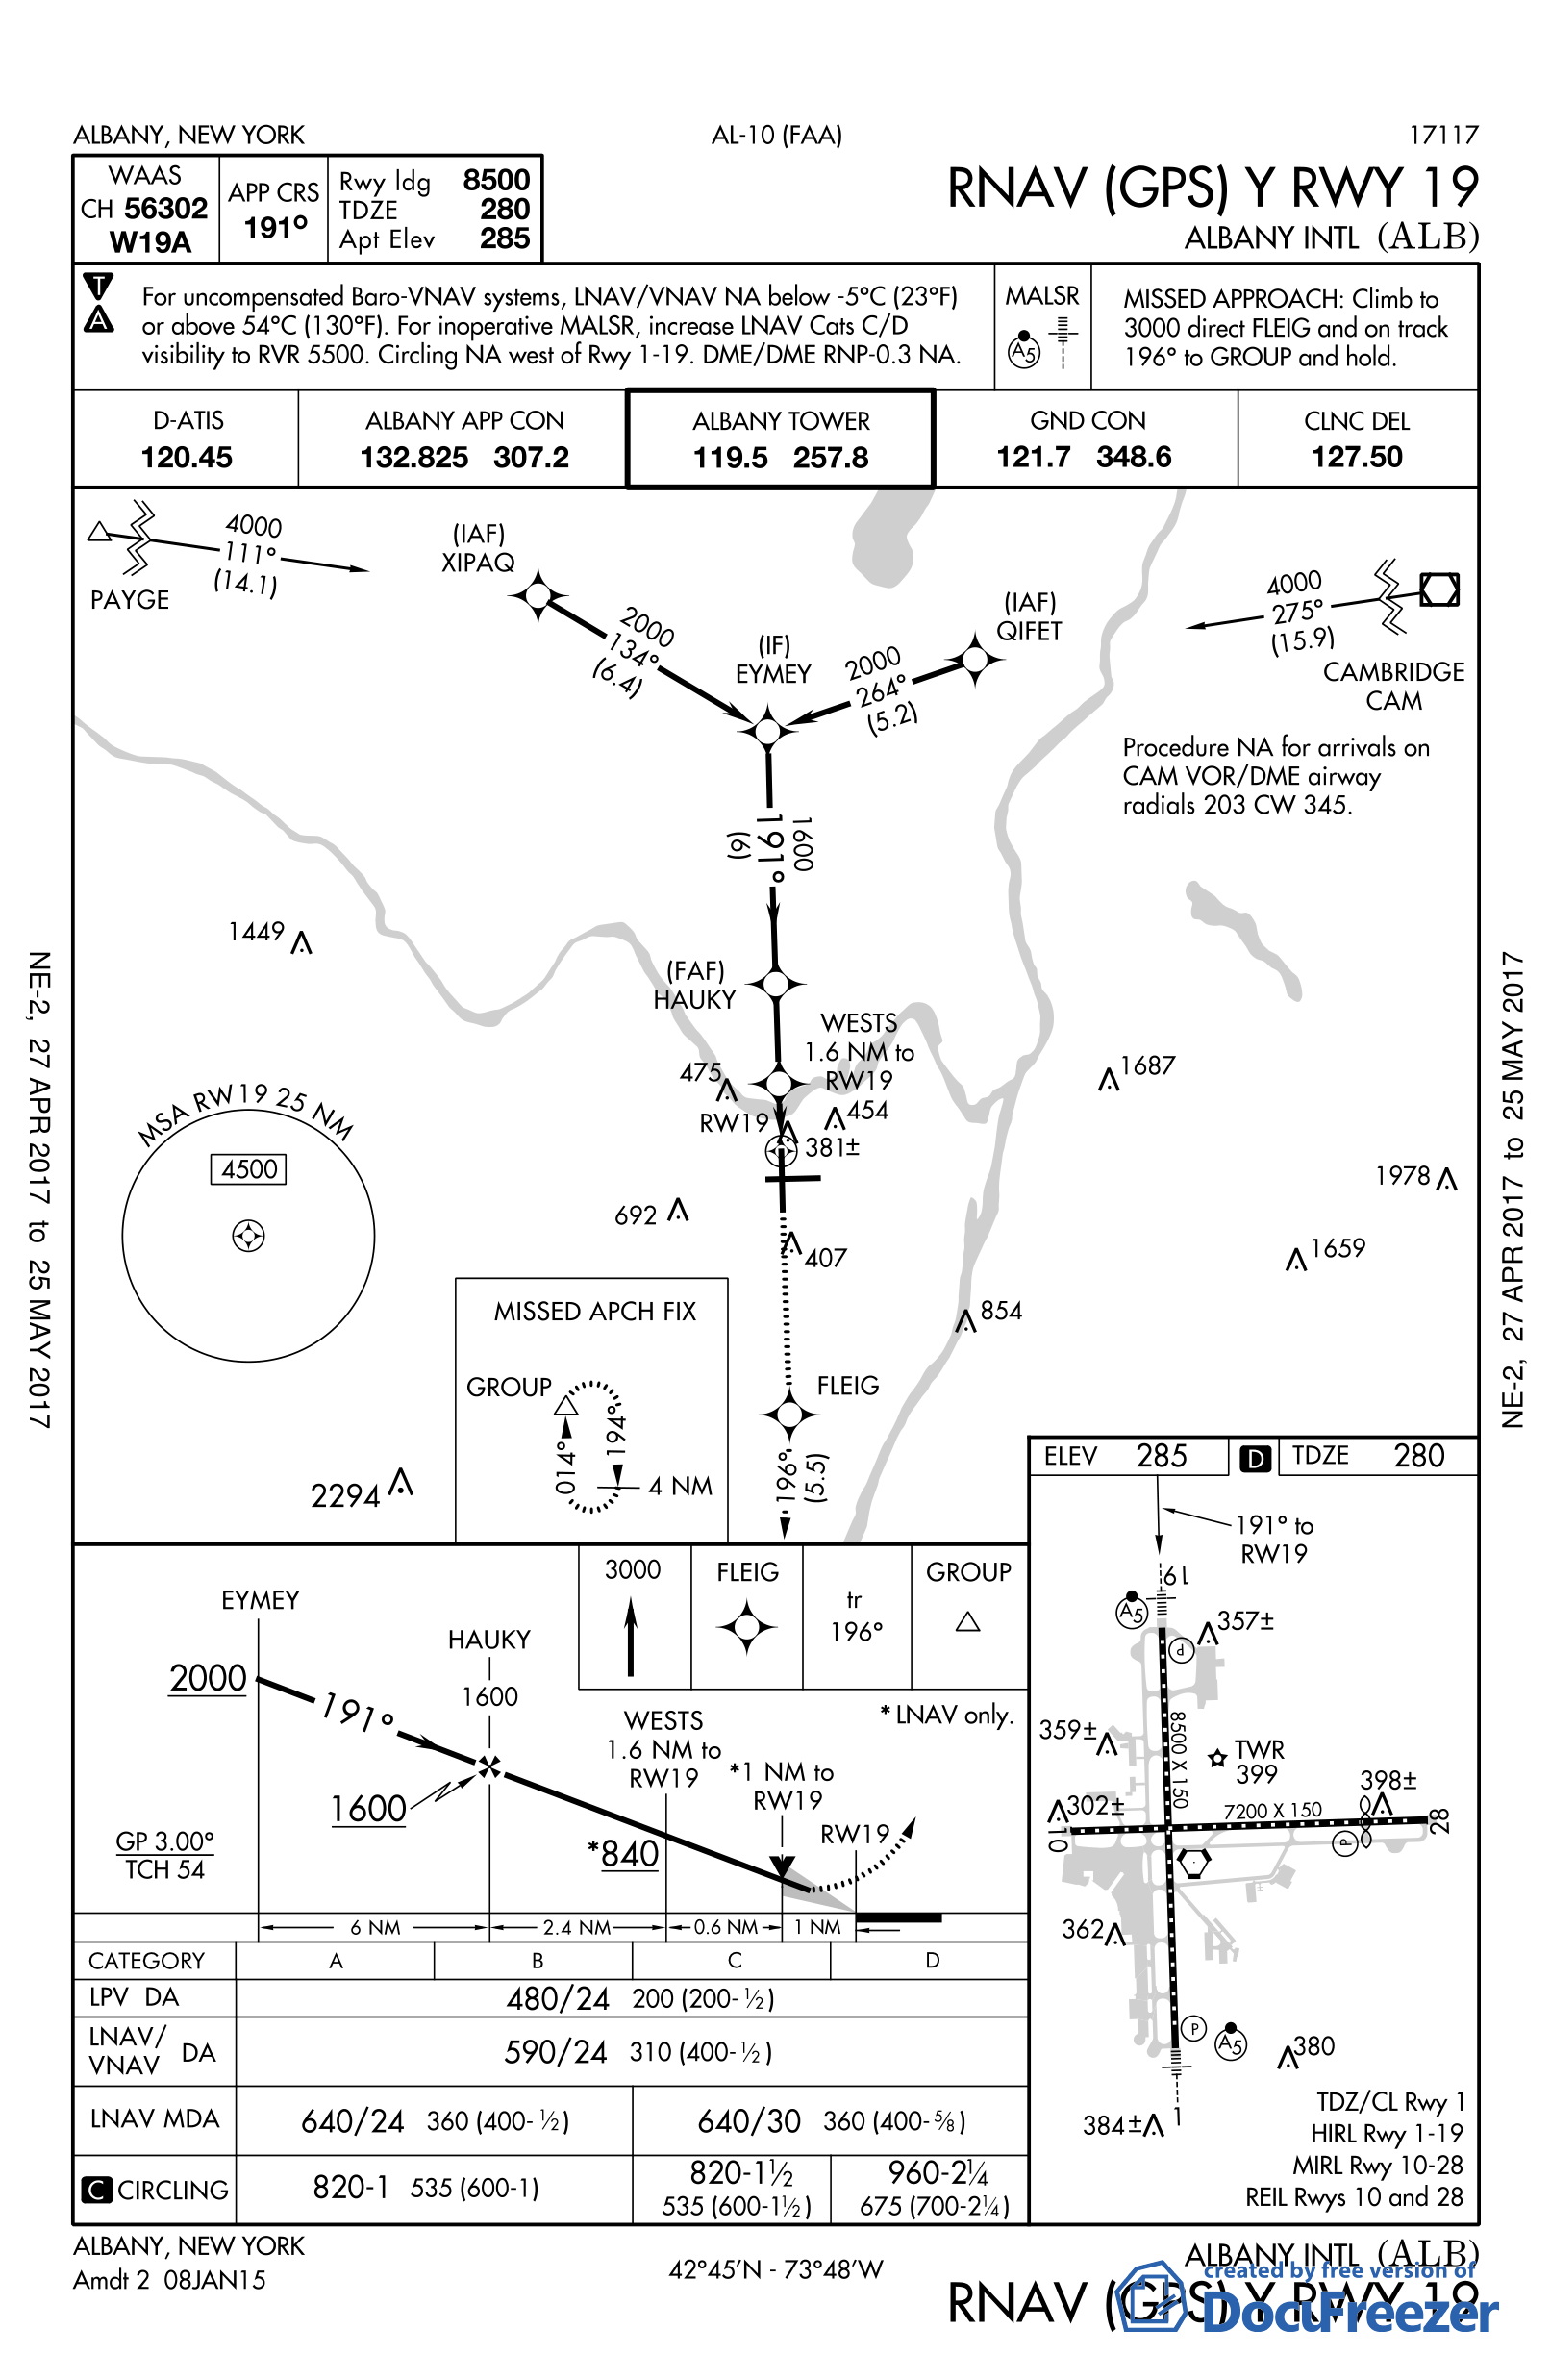 ALBANY, NEW YORK
AL-10 (FAA)
17117
WAAS
CH 56302
W19A
APP CRS
191°
Rwy ldg 8500
TDZE 280
Apt Elev 285
RNAV (GPS) Y RWY 19
ALBANY INTL (ALB)
T
A
For uncompensated Baro-VNAV systems, LNAV/VNAV NA below -5°C (23°F)
or above 54°C (130°F). For inoperative MALSR, increase LNAV Cats C/D
visibility to RVR 5500. Circling NA west of Rwy 1-19. DME/DME RNP-0.3 NA.
MALSR
A5
MISSED APPROACH: Climb to
3000 direct FLEIG and on track
196° to GROUP and hold.
D-ATIS
120.45
ALBANY APP CON
132.825 307.2
ALBANY TOWER
119.5 257.8
GND CON
121.7 348.6
CLNC DEL
127.50
PAYGE
4000
111°
(14.1)
(IAF)
XIPAQ
2000
134°
(6.4)
(IF)
EYMEY
2000
264°
(5.2)
(IAF)
QIFET
4000
275°
(15.9)
CAMBRIDGE
CAM
Procedure NA for arrivals on
CAM VOR/DME airway
radials 203 CW 345.
1600
191°
(6)
1449
(FAF)
HAUKY
WESTS
1.6 NM to
RW19
475
454
RW19
381±
1687
1978
1659
692
407
854
MSA RW19 25 NM
4500
MISSED APCH FIX
GROUP
014°
194°
4 NM
2294
FLEIG
196°
(5.5)
NE-2, 27 APR 2017 to 25 MAY 2017
NE-2, 27 APR 2017 to 25 MAY 2017
ELEV 285
D
TDZE 280
191° to
RW19
19
A5
357±
P
359±
8500 X 150
TWR
399
302±
398±
7200 X 150
10
28
P
362
P
A5
380
384±
1
TDZ/CL Rwy 1
HIRL Rwy 1-19
MIRL Rwy 10-28
REIL Rwys 10 and 28
EYMEY
2000
191°
HAUKY
1600
1600
3000
FLEIG
tr
196°
GROUP
* LNAV only.
WESTS
1.6 NM to
RW19
*1 NM to
RW19
RW19
*840
GP 3.00°
TCH 54
6 NM
2.4 NM
0.6 NM
1 NM
CATEGORY A B C D
LPV DA 480/24 200 (200-½)
LNAV/
VNAV DA 590/24 310 (400-½)
LNAV MDA 640/24 360 (400-½) 640/30 360 (400-⅝)
C CIRCLING 820-1 535 (600-1)
820-1½
535 (600-1½)
960-2¼
675 (700-2¼)
ALBANY, NEW YORK
Amdt 2 08JAN15
42°45'N - 73°48'W
ALBANY INTL (ALB)
RNAV (GPS) Y RWY 19
created by free version of
DocuFreezer